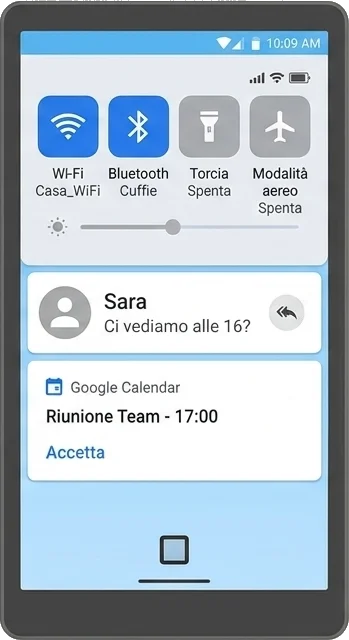 10:09 AM
Wi-Fi
Casa_WiFi
Bluetooth
Cuffie
Torcia
Spenta
Modalità
aereo
Spenta
Sara
Ci vediamo alle 16?
Google Calendar
Riunione Team - 17:00
Accetta